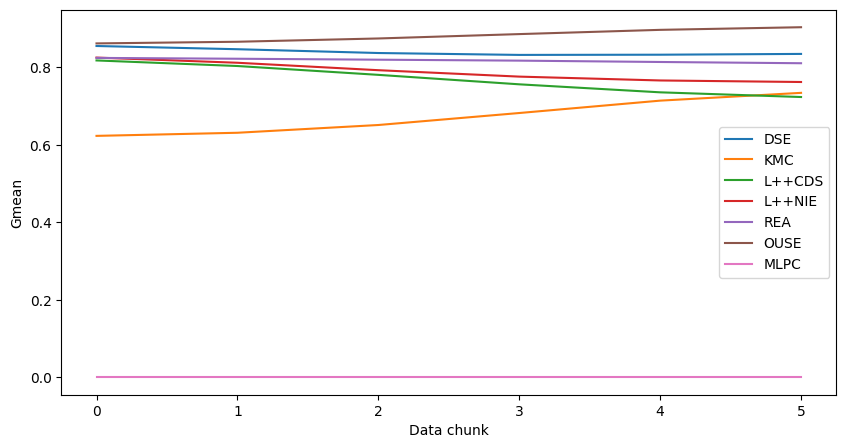 0.8
0.6
0.4
0.2
0.0
Gmean
DSE
KMC
L++CDS
L++NIE
REA
OUSE
MLPC
0 1 2 3 4 5
Data chunk